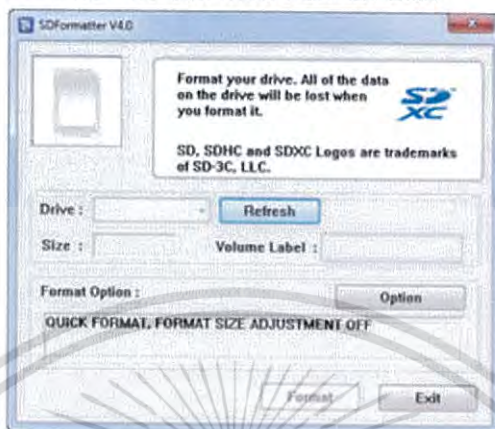 SDFormatter V4.0
Format your drive. All of the data
on the drive will be lost when
you format it.
SD
XC
SD, SDHC and SDXC Logos are trademarks
of SD-3C, LLC.
Drive :
Refresh
Size :
Volume Label :
Format Option :
Option
QUICK FORMAT, FORMAT SIZE ADJUSTMENT OFF
Format
Exit